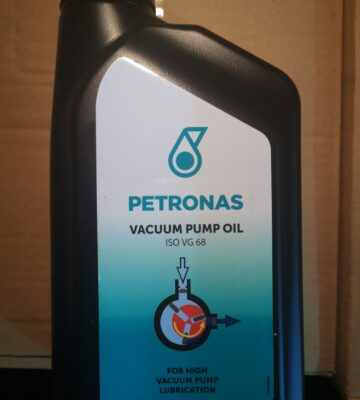 PETRONAS
VACUUM PUMP OIL
ISO VG 68
FOR HIGH
VACUUM PUMP
LUBRICATION